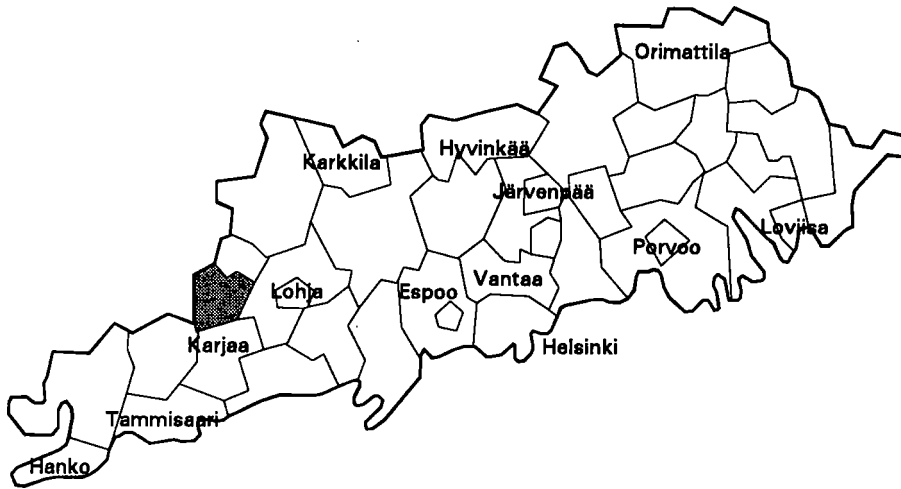 Orimattila
Hyvinkää
Karkkila
Järvenpää
Loviisa
Porvoo
Vantaa
Lohja
Espoo
Karjaa
Helsinki
Tammisaari
Hanko